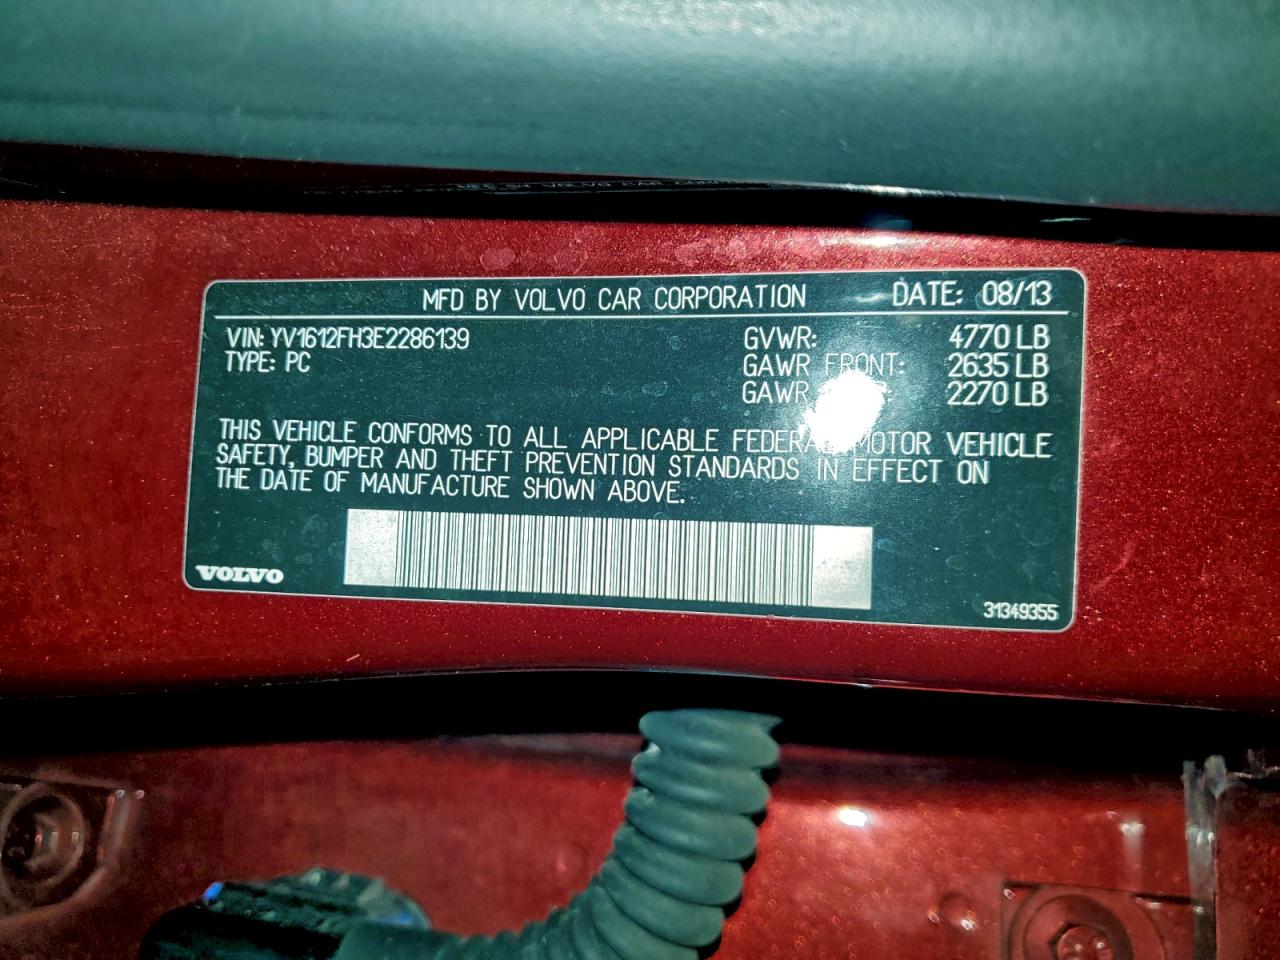 MFD BY VOLVO CAR CORPORATION DATE: 08/13
VIN: YV1612FH3E2286139 GVWR: 4770 LB
TYPE: PC GAWR FRONT: 2635 LB
GAWR 2270 LB
THIS VEHICLE CONFORMS TO ALL APPLICABLE FEDERAL MOTOR VEHICLE
SAFETY, BUMPER AND THEFT PREVENTION STANDARDS IN EFFECT ON
THE DATE OF MANUFACTURE SHOWN ABOVE.
VOLVO
31349355